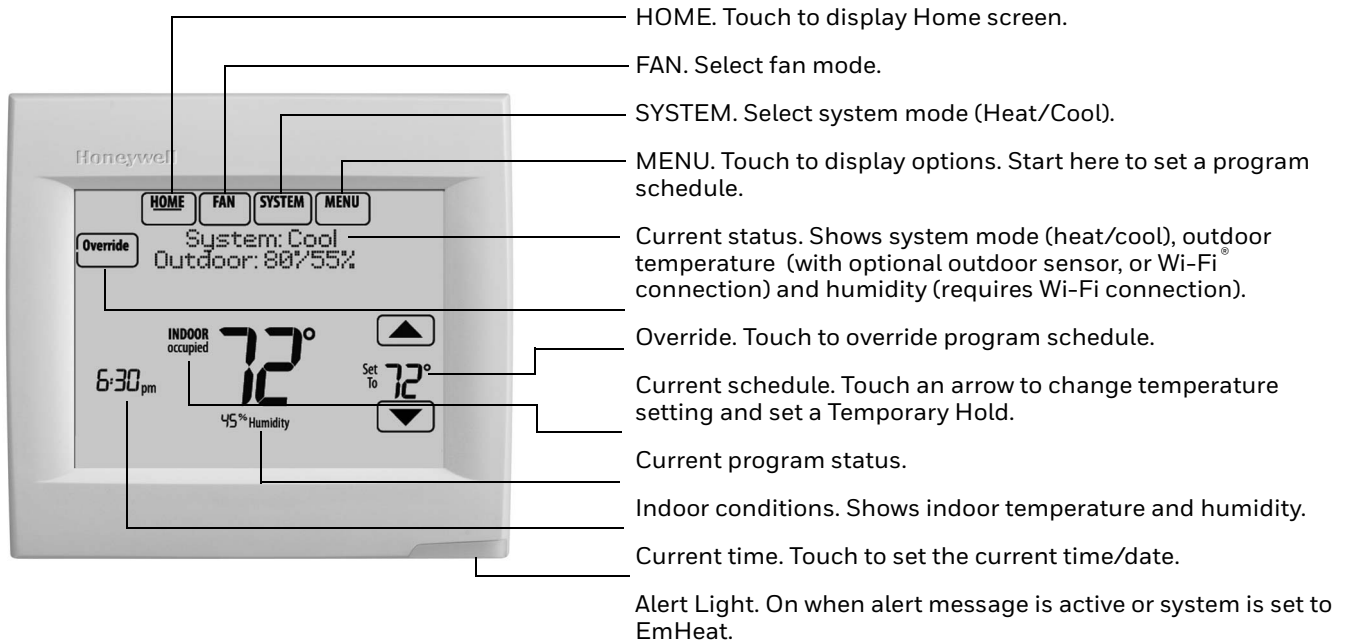 HOME. Touch to display Home screen.
FAN. Select fan mode.
SYSTEM. Select system mode (Heat/Cool).
MENU. Touch to display options. Start here to set a program
schedule.
Current status. Shows system mode (heat/cool), outdoor
temperature (with optional outdoor sensor, or Wi-Fi®
connection) and humidity (requires Wi-Fi connection).
Override. Touch to override program schedule.
Current schedule. Touch an arrow to change temperature
setting and set a Temporary Hold.
Current program status.
Indoor conditions. Shows indoor temperature and humidity.
Current time. Touch to set the current time/date.
Alert Light. On when alert message is active or system is set to
EmHeat.
Honeywell
HOME FAN SYSTEM MENU
Override
System: Cool
Outdoor: 80°/55%
INDOOR
occupied
72°
Set
To
72°
6:30 pm
45% Humidity